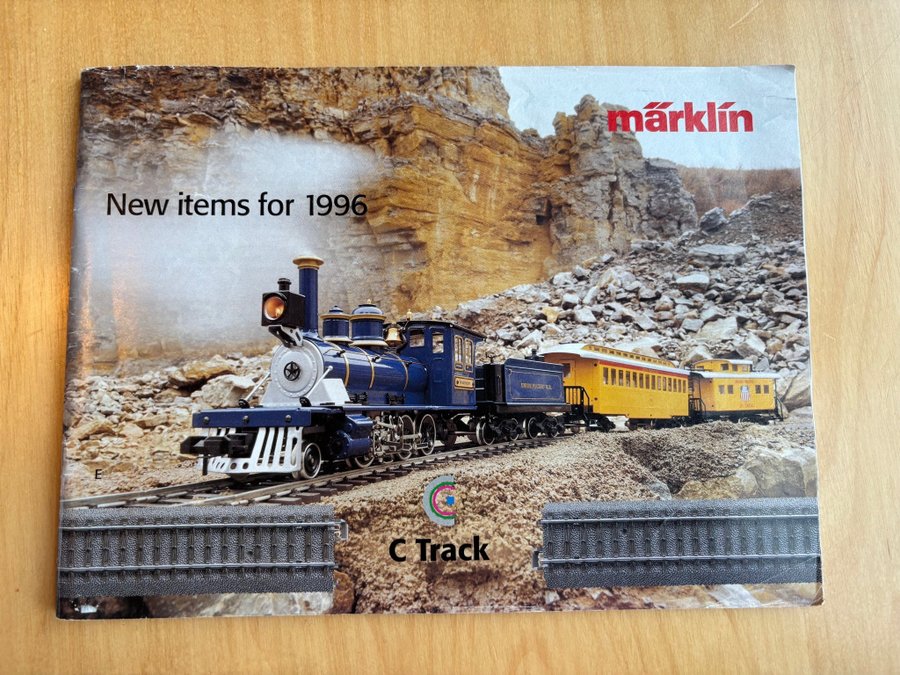 märklin
New items for 1996
E
C Track